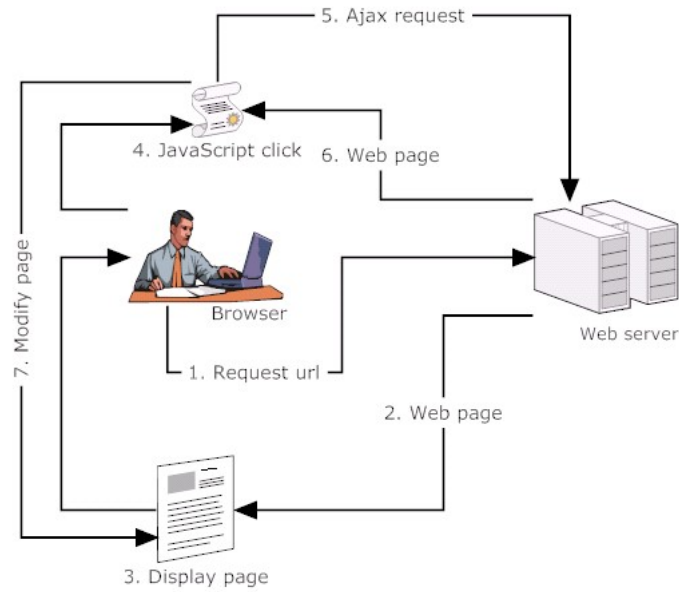 5. Ajax request
4. JavaScript click
6. Web page
7. Modify page
Browser
Web server
1. Request url
2. Web page
3. Display page